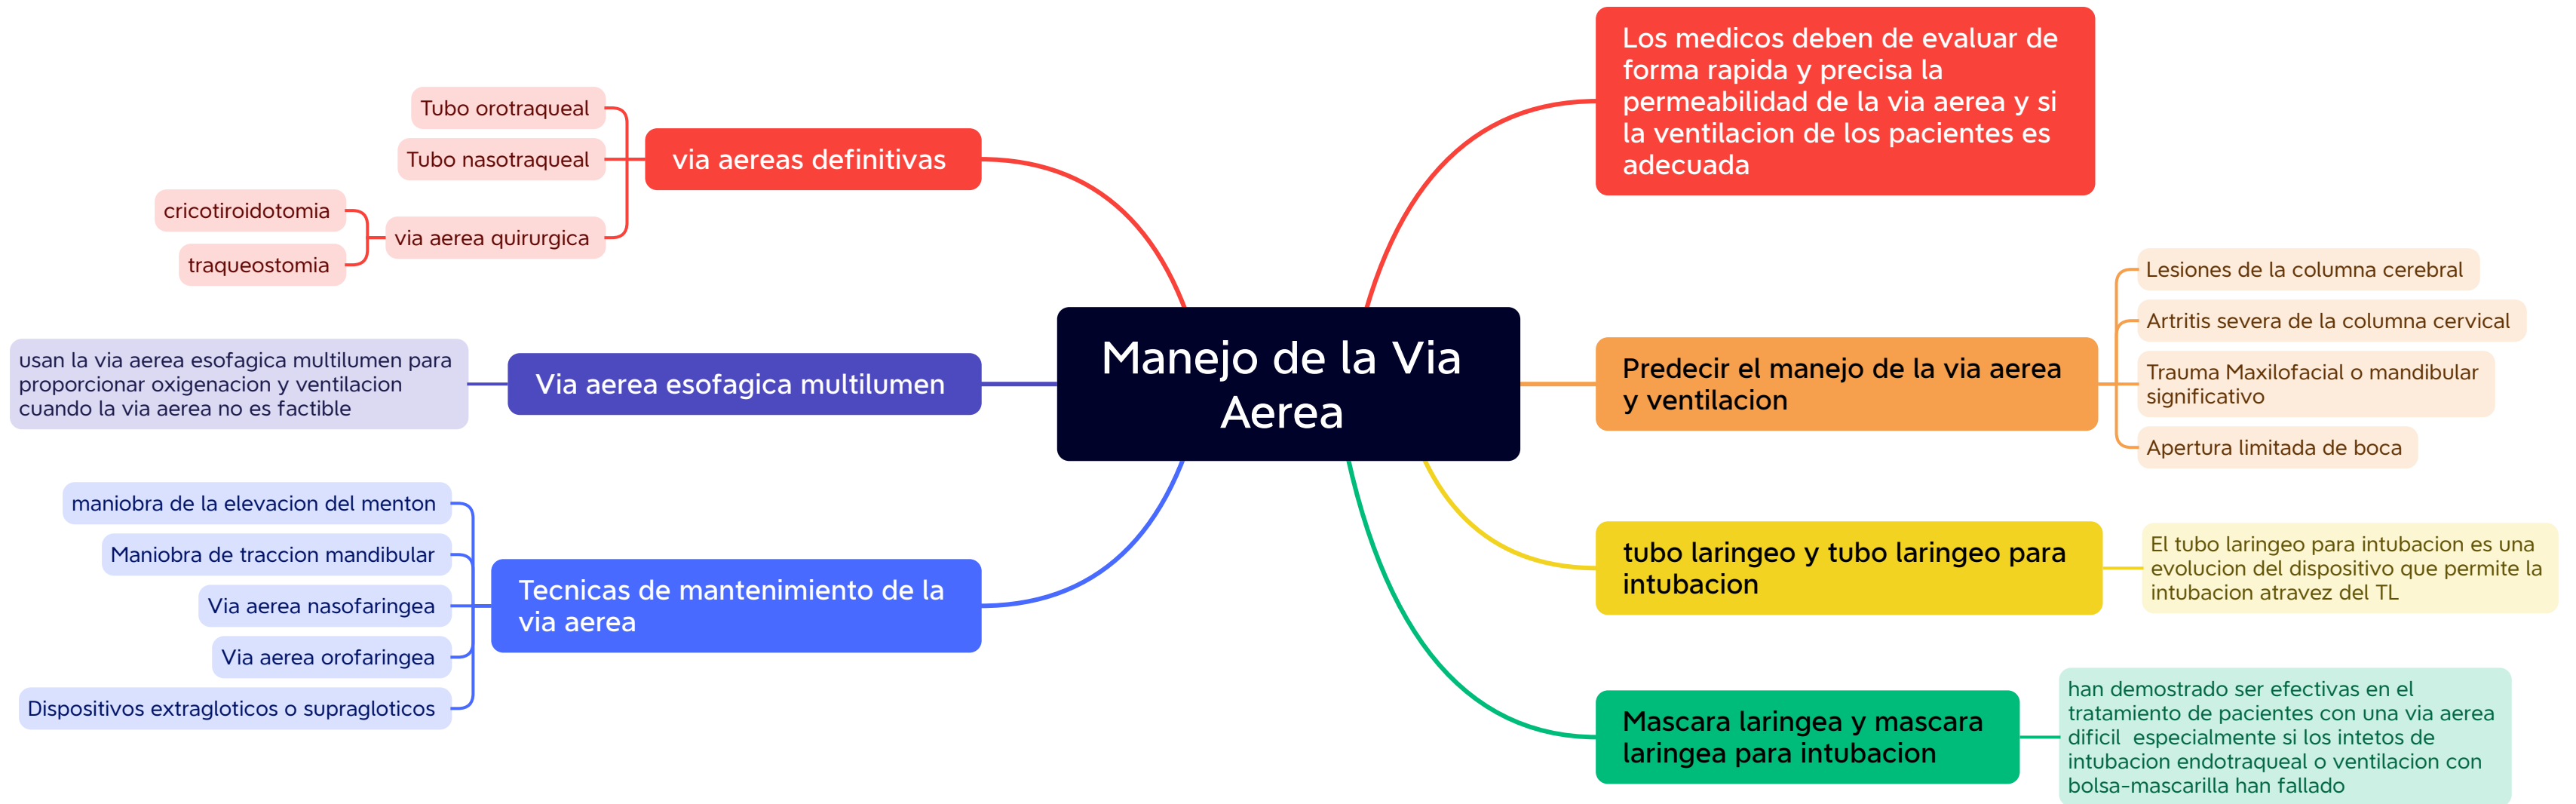 Manejo de la Via
Aerea
Los medicos deben de evaluar de
forma rapida y precisa la
permeabilidad de la via aerea y si
la ventilacion de los pacientes es
adecuada
Predecir el manejo de la via aerea
y ventilacion
Lesiones de la columna cerebral
Artritis severa de la columna cervical
Trauma Maxilofacial o mandibular
significativo
Apertura limitada de boca
tubo laringeo y tubo laringeo para
intubacion
El tubo laringeo para intubacion es una
evolucion del dispositivo que permite la
intubacion atravez del TL
Mascara laringea y mascara
laringea para intubacion
han demostrado ser efectivas en el
tratamiento de pacientes con una via aerea
dificil  especialmente si los intetos de
intubacion endotraqueal o ventilacion con
bolsa-mascarilla han fallado
via aereas definitivas
Tubo orotraqueal
Tubo nasotraqueal
via aerea quirurgica
cricotiroidotomia
traqueostomia
Via aerea esofagica multilumen
usan la via aerea esofagica multilumen para
proporcionar oxigenacion y ventilacion
cuando la via aerea no es factible
Tecnicas de mantenimiento de la
via aerea
maniobra de la elevacion del menton
Maniobra de traccion mandibular
Via aerea nasofaringea
Via aerea orofaringea
Dispositivos extragloticos o supragloticos